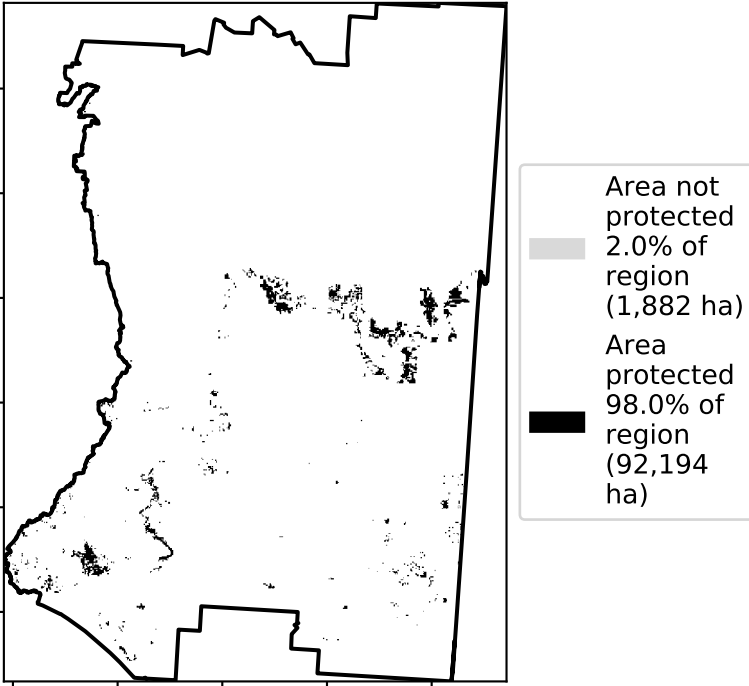 Area not
protected
2.0% of
region
(1,882 ha)
Area
protected
98.0% of
region
(92,194
ha)